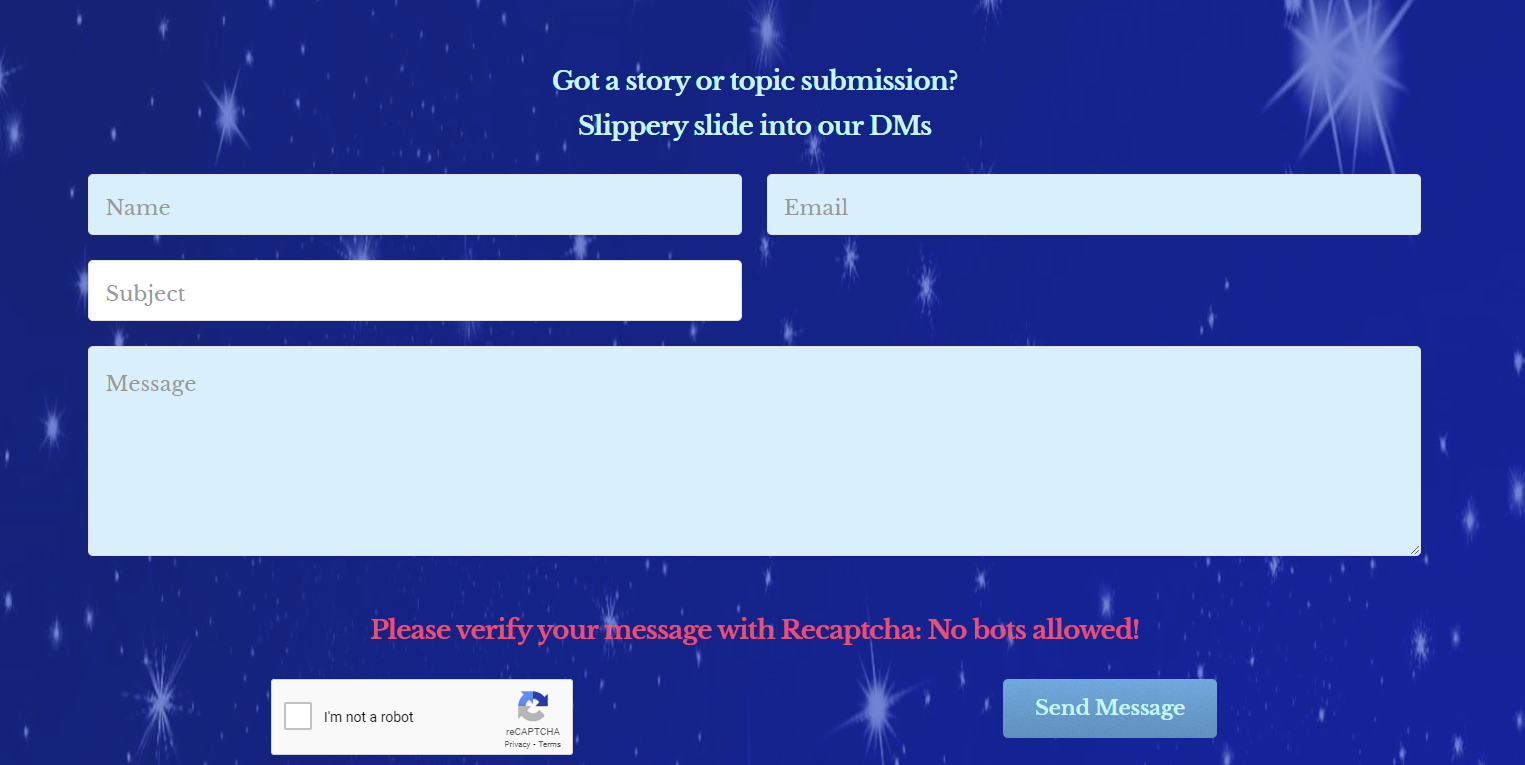 Got a story or topic submission?
Slippery slide into our DMs
Name
Email
Subject
Message
Please verify your message with Recaptcha: No bots allowed!
I'm not a robot
reCAPTCHA
Privacy - Terms
Send Message